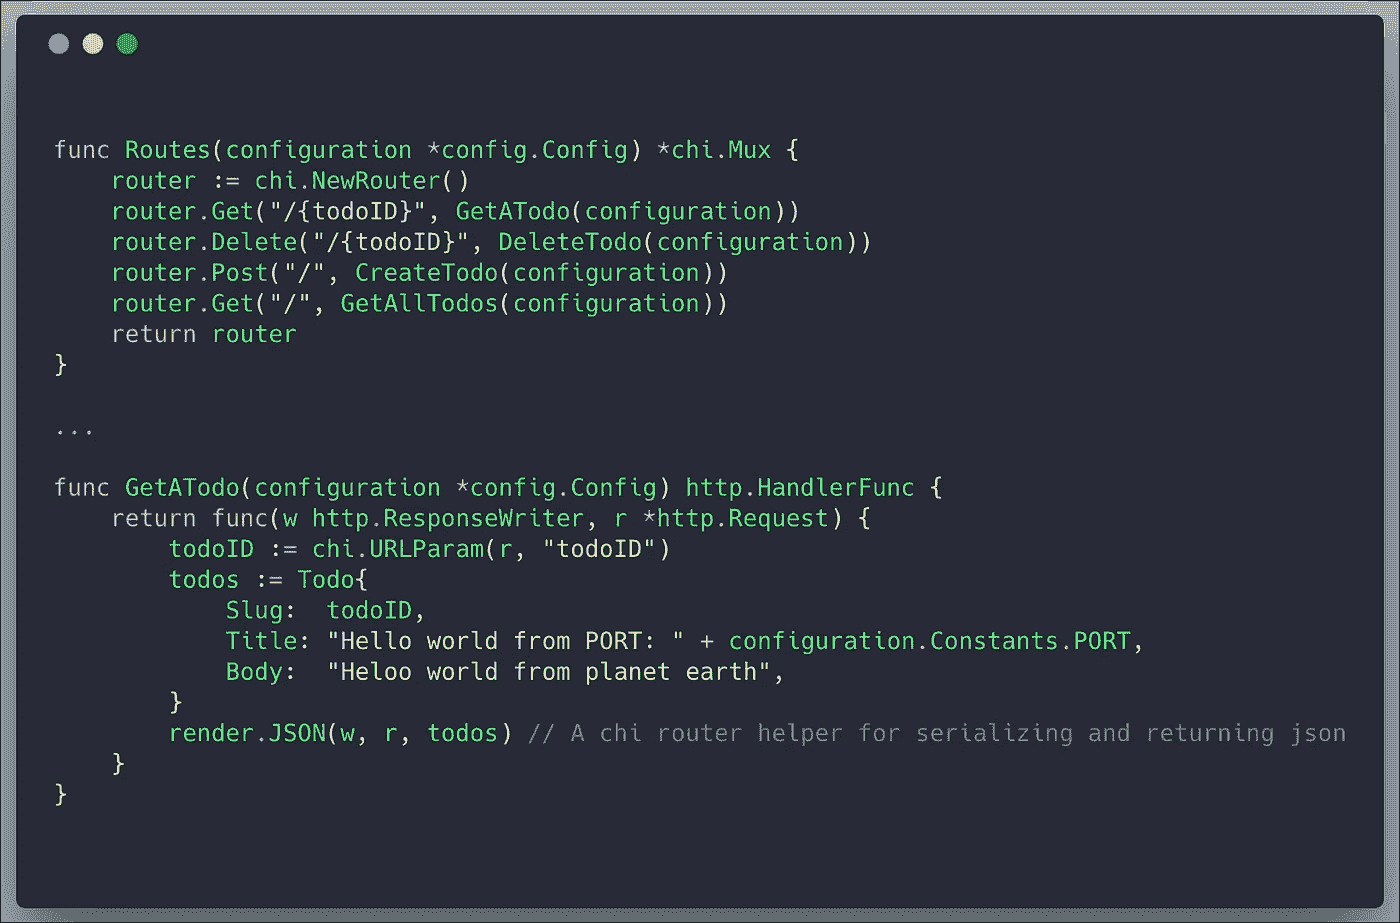 func Routes(configuration *config.Config) *chi.Mux {
    router := chi.NewRouter()
    router.Get("/{todoID}", GetATodo(configuration))
    router.Delete("/{todoID}", DeleteTodo(configuration))
    router.Post("/", CreateTodo(configuration))
    router.Get("/", GetAllTodos(configuration))
    return router
}
...
func GetATodo(configuration *config.Config) http.HandlerFunc {
    return func(w http.ResponseWriter, r *http.Request) {
        todoID := chi.URLParam(r, "todoID")
        todos := Todo{
            Slug:  todoID,
            Title: "Hello world from PORT: " + configuration.Constants.PORT,
            Body:  "Heloo world from planet earth",
        }
        render.JSON(w, r, todos) // A chi router helper for serializing and returning json
    }
}